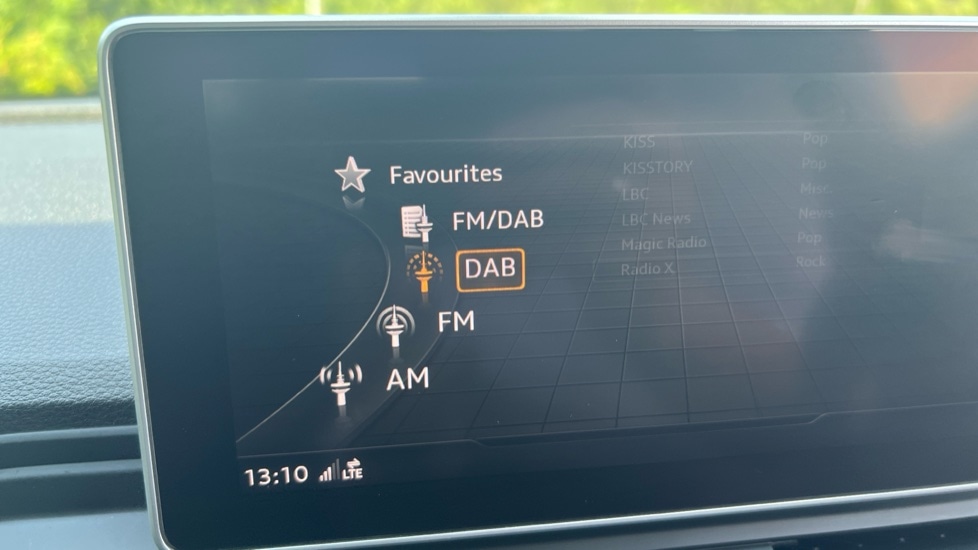 Favourites
FM/DAB
DAB
FM
AM
KISS Pop
KISSTORY Pop
LBC Misc
LBC News News
Magic Radio Pop
Radio X Rock
13:10 LTE